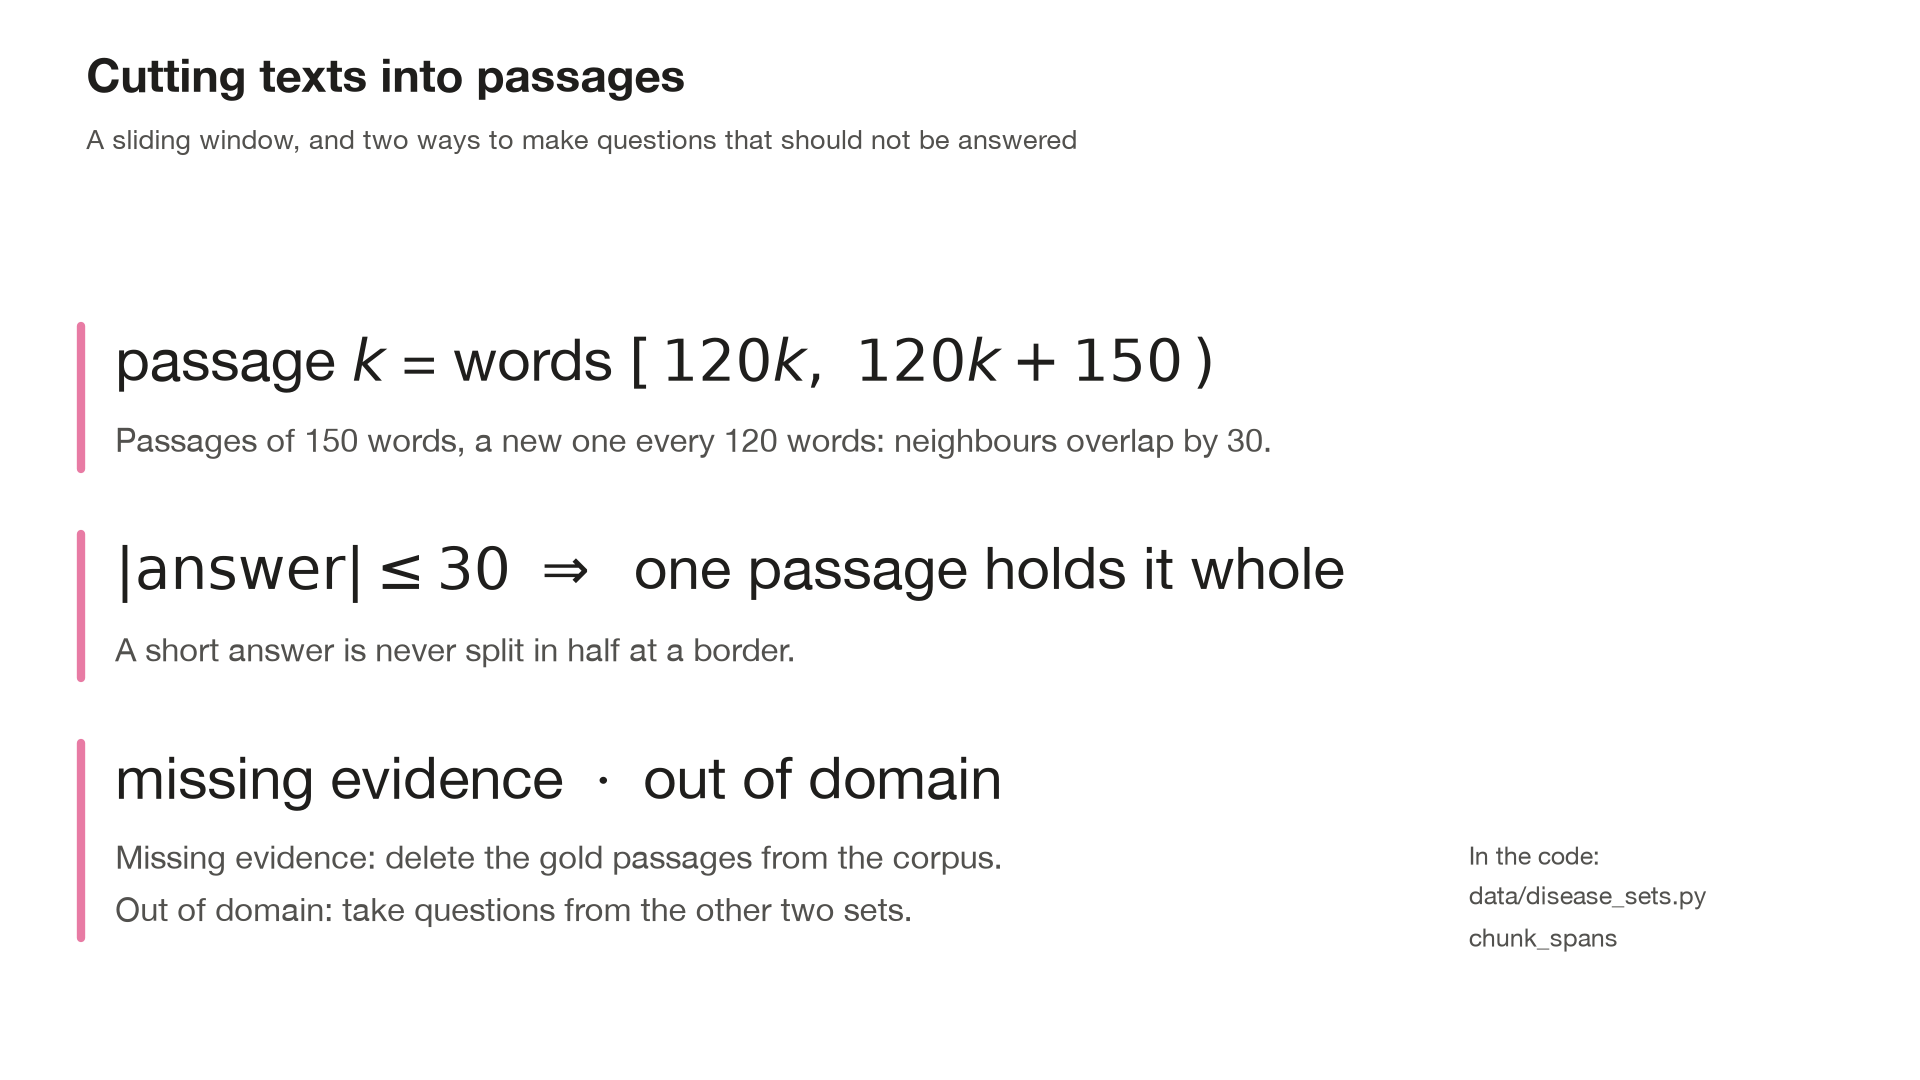 Cutting texts into passages
A sliding window, and two ways to make questions that should not be answered
passage k = words [ 120k, 120k + 150 )
Passages of 150 words, a new one every 120 words: neighbours overlap by 30.
|answer| ≤ 30 ⇒ one passage holds it whole
A short answer is never split in half at a border.
missing evidence · out of domain
Missing evidence: delete the gold passages from the corpus.
Out of domain: take questions from the other two sets.
In the code:
data/disease_sets.py
chunk_spans